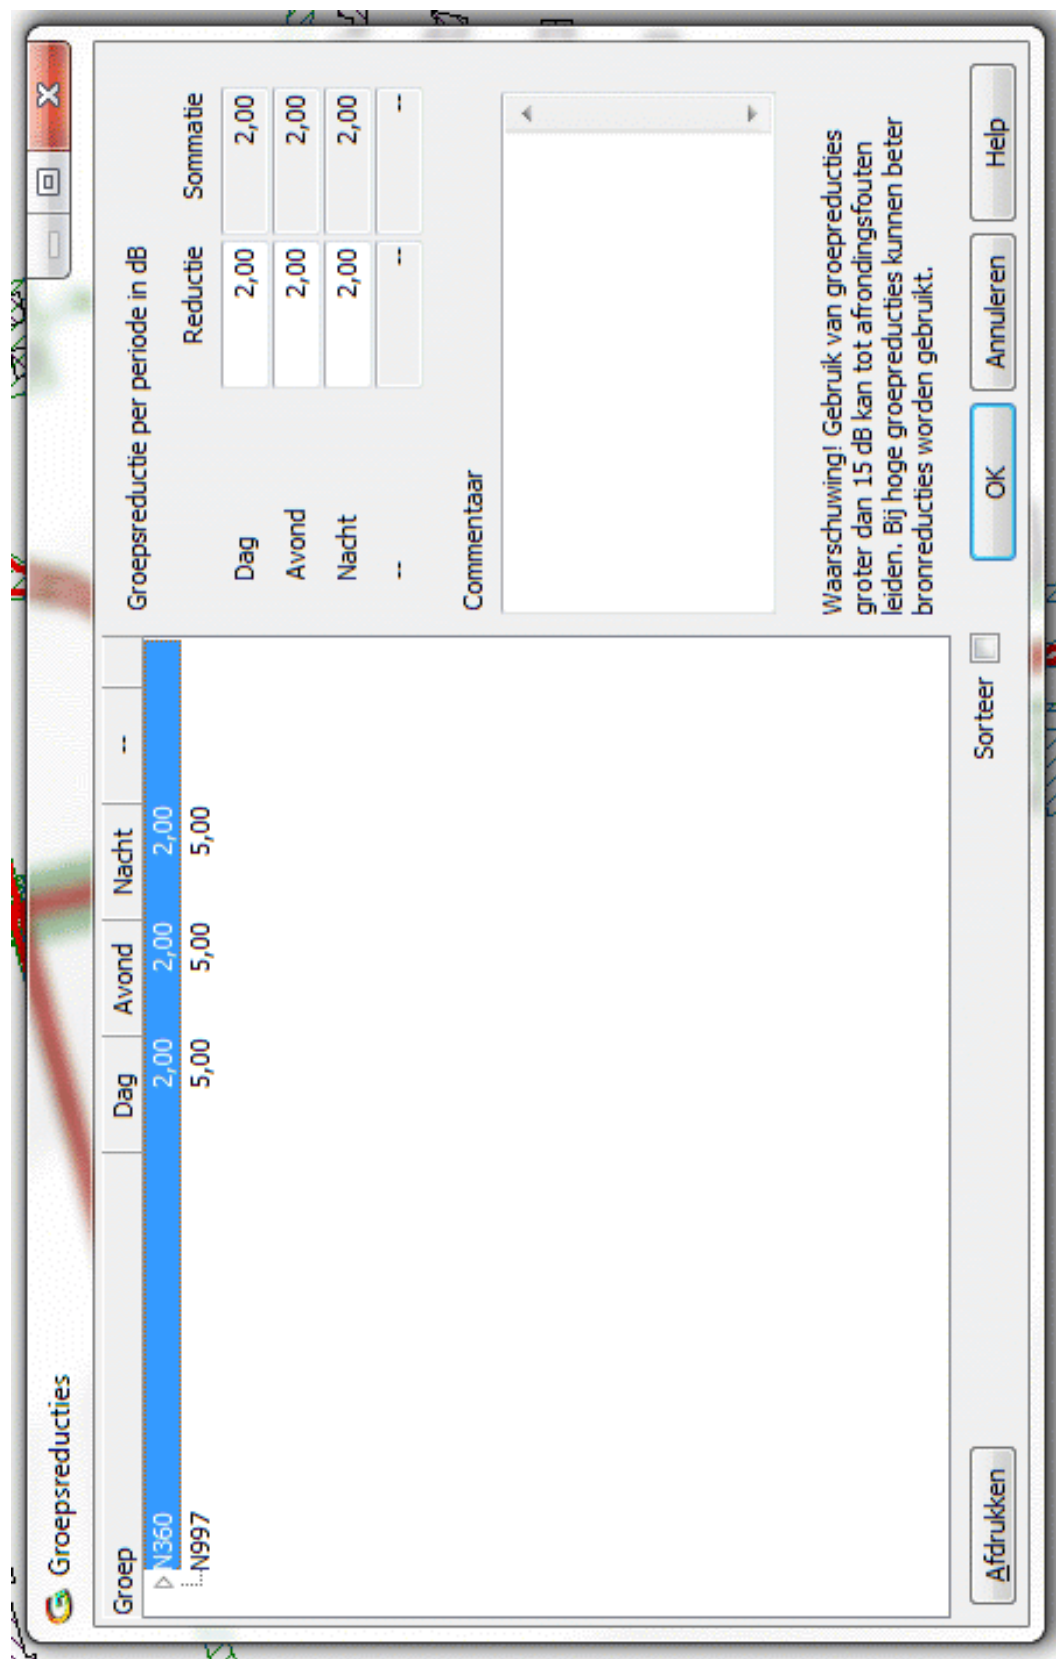 Groepsreducties
Groep Dag Avond Nacht --
N360 2,00 2,00 2,00
N997 5,00 5,00 5,00
Groepsreductie per periode in dB
Reductie Sommatie
Dag 2,00 2,00
Avond 2,00 2,00
Nacht 2,00 2,00
-- -- --
Commentaar
Waarschuwing! Gebruik van groepreducties
groter dan 15 dB kan tot afrondingsfouten
leiden. Bij hoge groepreducties kunnen beter
bronreducties worden gebruikt.
Afdrukken Sorteer OK Annuleren Help